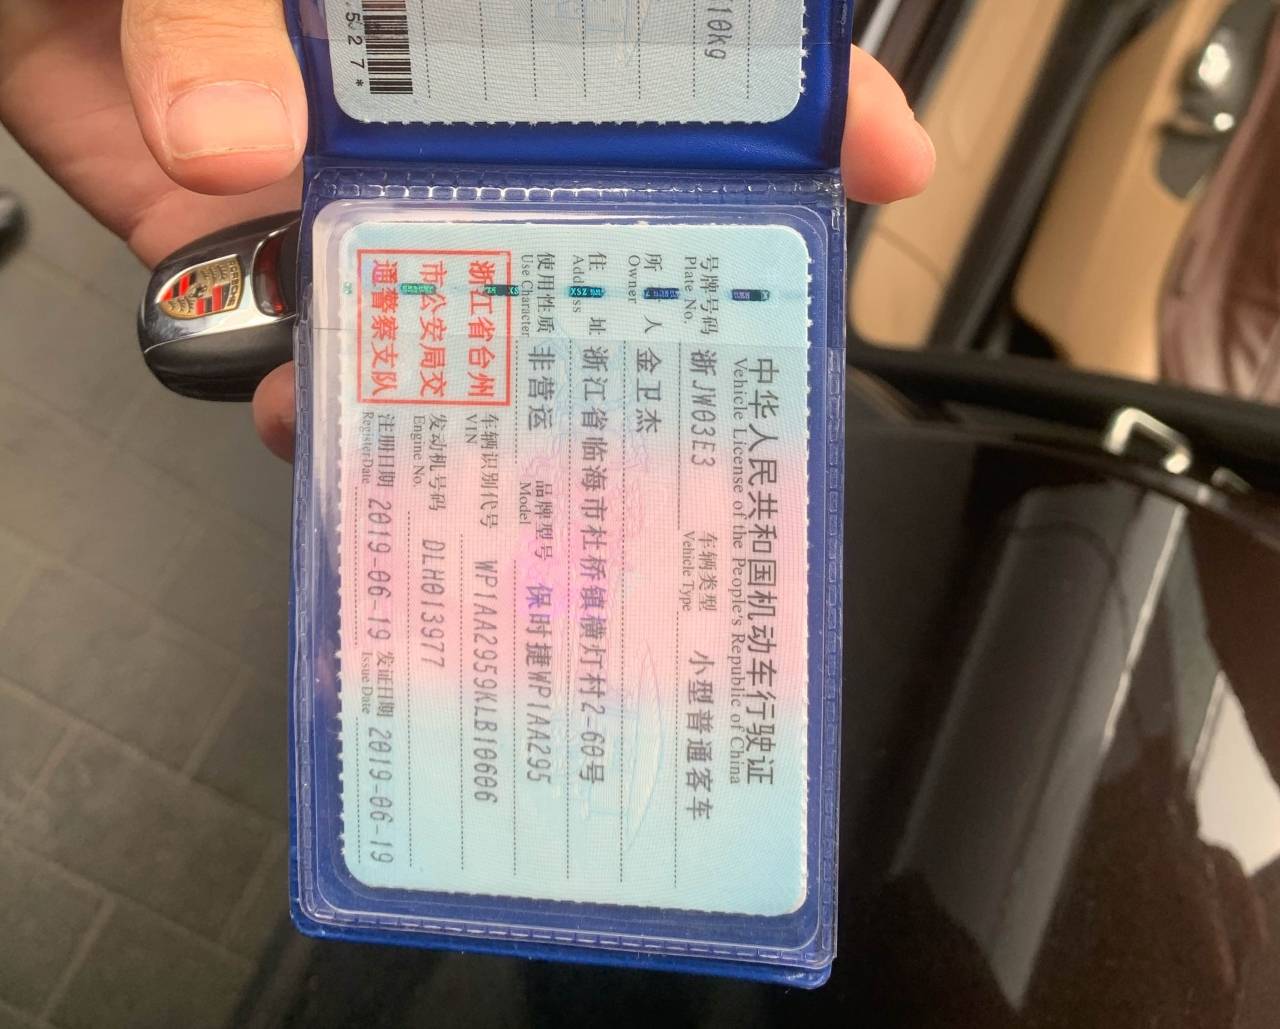 10kg
527*
中华人民共和国机动车行驶证
Vehicle License of the People's Republic of China
号牌号码 浙JW03E3 车辆类型 小型普通客车
Plate No. Vehicle Type
所 人 金卫杰
Owner
住 址 浙江省临海市杜桥镇横灯村2-60号
Address
使用性质 非营运 品牌型号 保时捷WP1AA295
Use Character Model
浙江省台州
市公安局交
通警察支队
车辆识别代号 WP1AA2959KLB10606
VIN
发动机号码 DLH013977
Engine No.
注册日期 2019-06-19 发证日期 2019-06-19
Register Date Issue Date